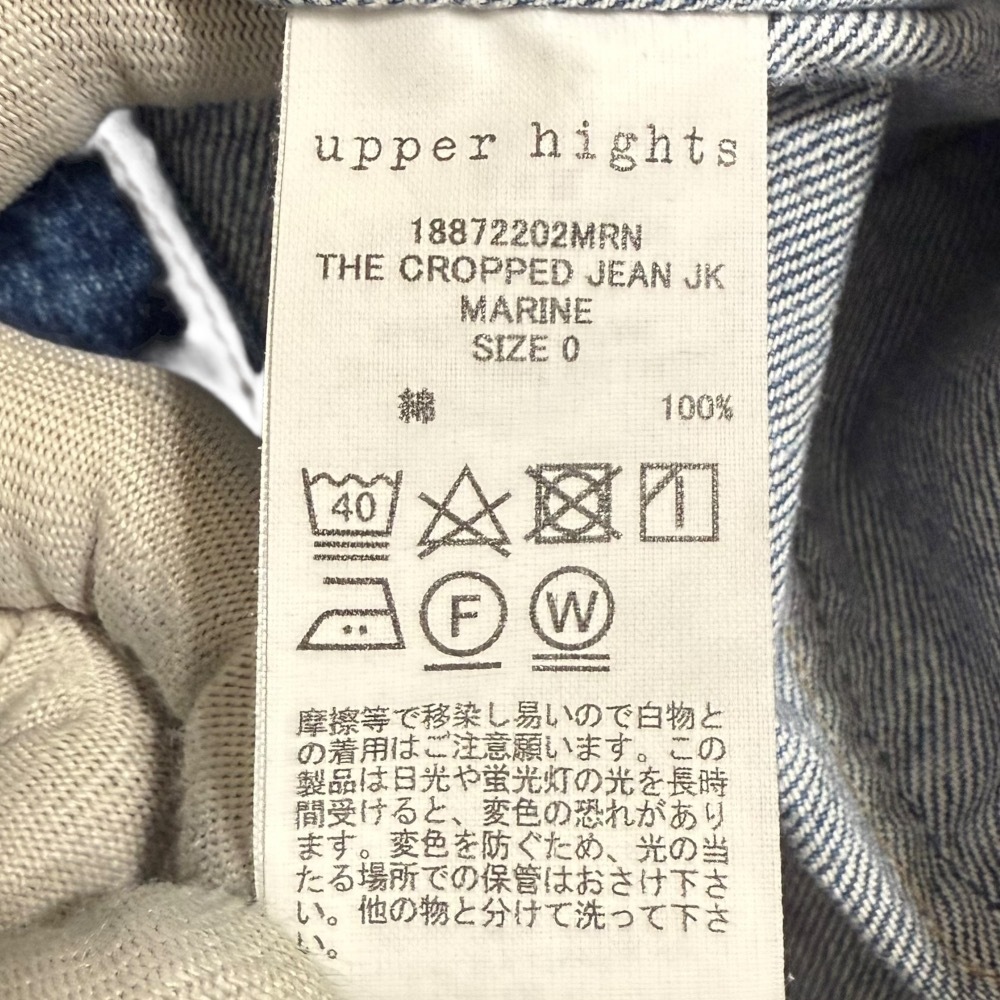 upper hights
18872202MRN
THE CROPPED JEAN JK
MARINE
SIZE 0
綿 100%
40
F W
摩擦等で移染し易いので白物と
の着用はご注意願います。この
製品は日光や蛍光灯の光を長時
間受けると、変色の恐れがあり
ます。変色を防ぐため、光の当
たる場所での保管はおさけ下さ
い。他の物と分けて洗って下さ
い。